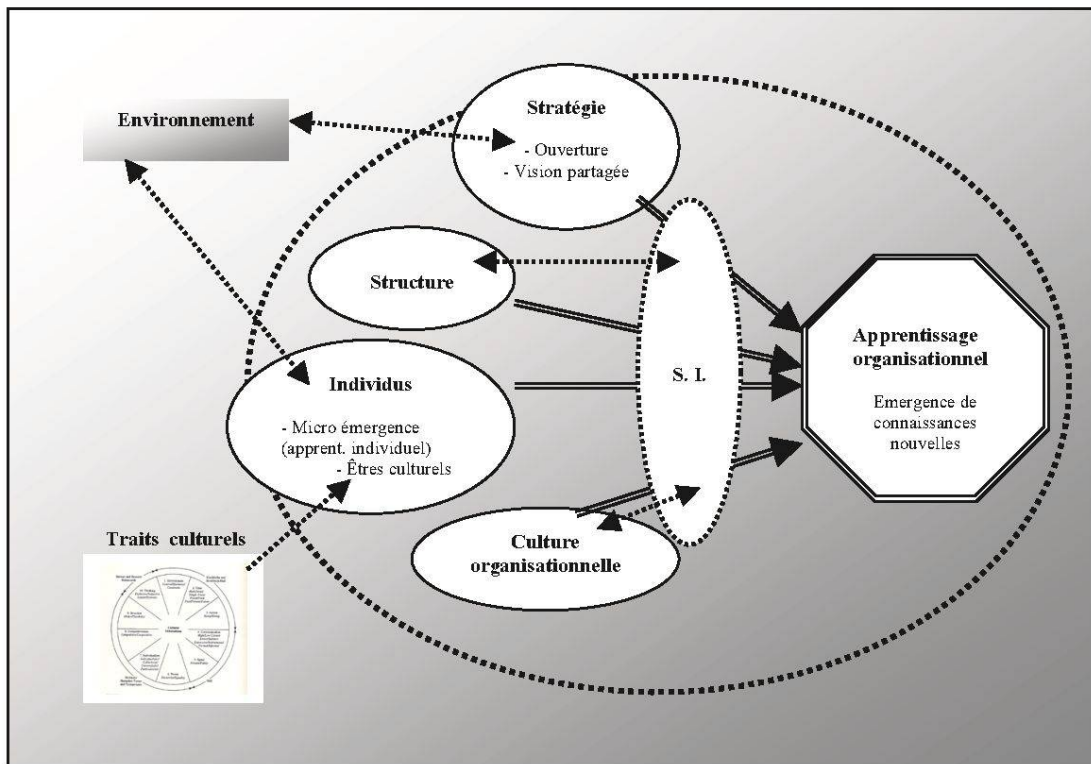 Environnement
Stratégie
- Ouverture
- Vision partagée
Structure
Individus
- Micro émergence
(apprent. individuel)
- Êtres culturels
S. I.
Apprentissage
organisationnel
Emergence de
connaissances
nouvelles
Culture
organisationnelle
Traits culturels